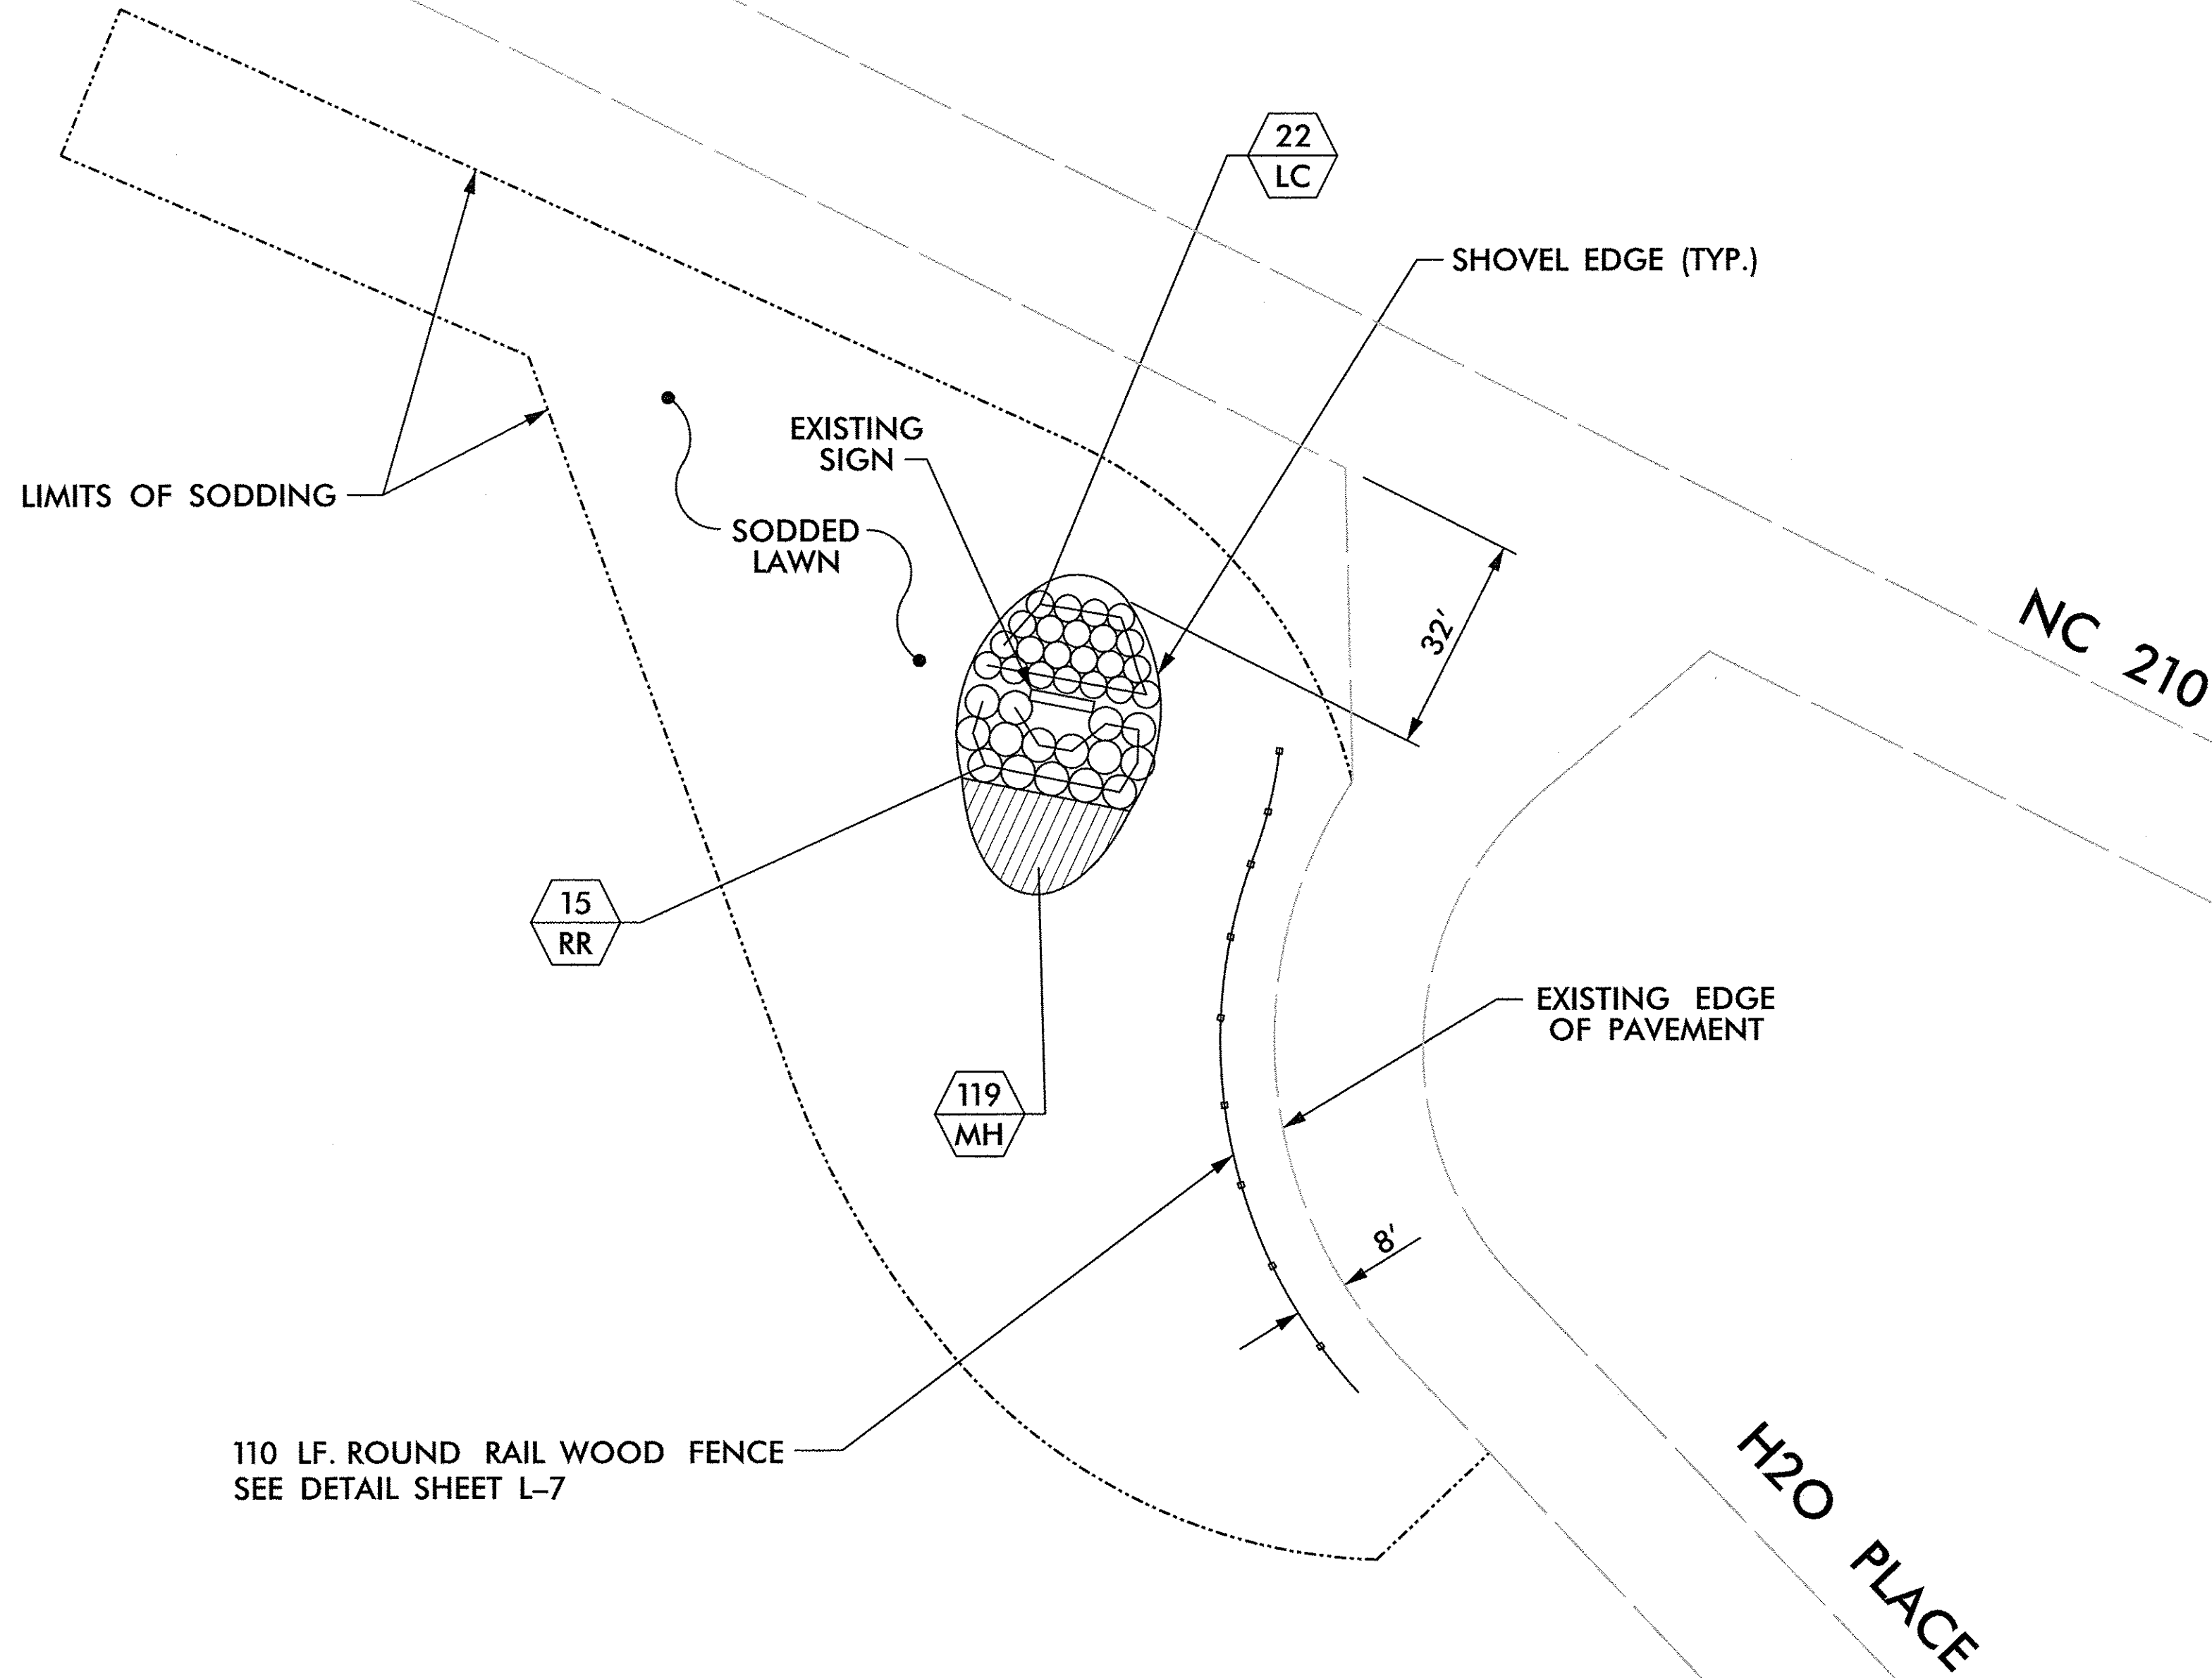 22
LC
SHOVEL EDGE (TYP.)
EXISTING
SIGN
LIMITS OF SODDING
SODDED
LAWN
32'
NC 210
15
RR
EXISTING EDGE
OF PAVEMENT
119
MH
8'
110 LF. ROUND RAIL WOOD FENCE
SEE DETAIL SHEET L–7
H2O PLACE